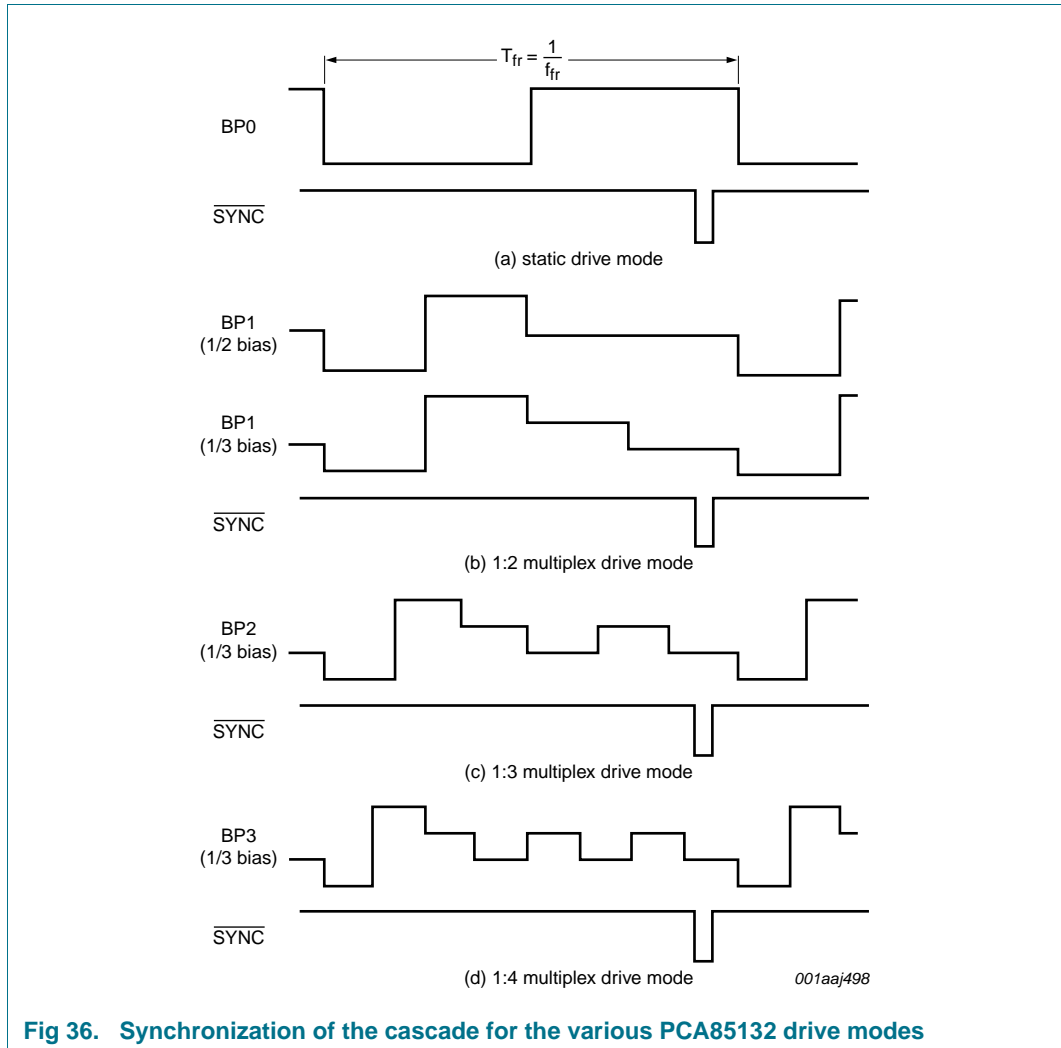 T_fr = 1/f_fr
BP0
SYNC
(a) static drive mode
BP1
(1/2 bias)
BP1
(1/3 bias)
SYNC
(b) 1:2 multiplex drive mode
BP2
(1/3 bias)
SYNC
(c) 1:3 multiplex drive mode
BP3
(1/3 bias)
SYNC
(d) 1:4 multiplex drive mode
001aaj498
Fig 36. Synchronization of the cascade for the various PCA85132 drive modes